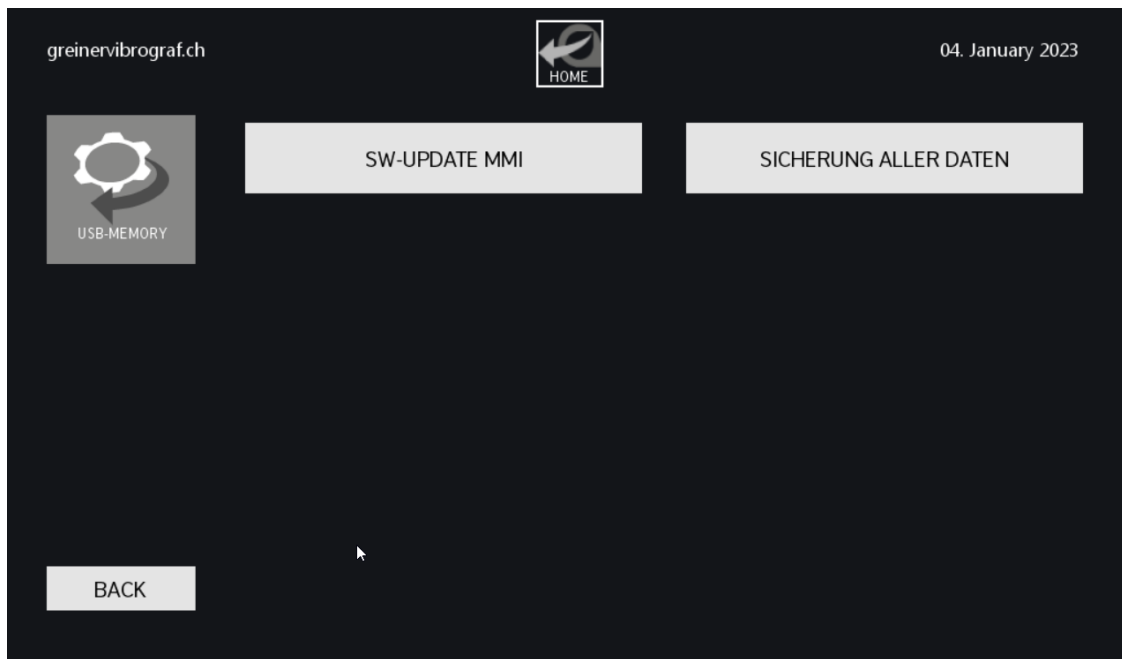 greinervibrograf.ch
HOME
04. January 2023
USB-MEMORY
SW-UPDATE MMI
SICHERUNG ALLER DATEN
BACK